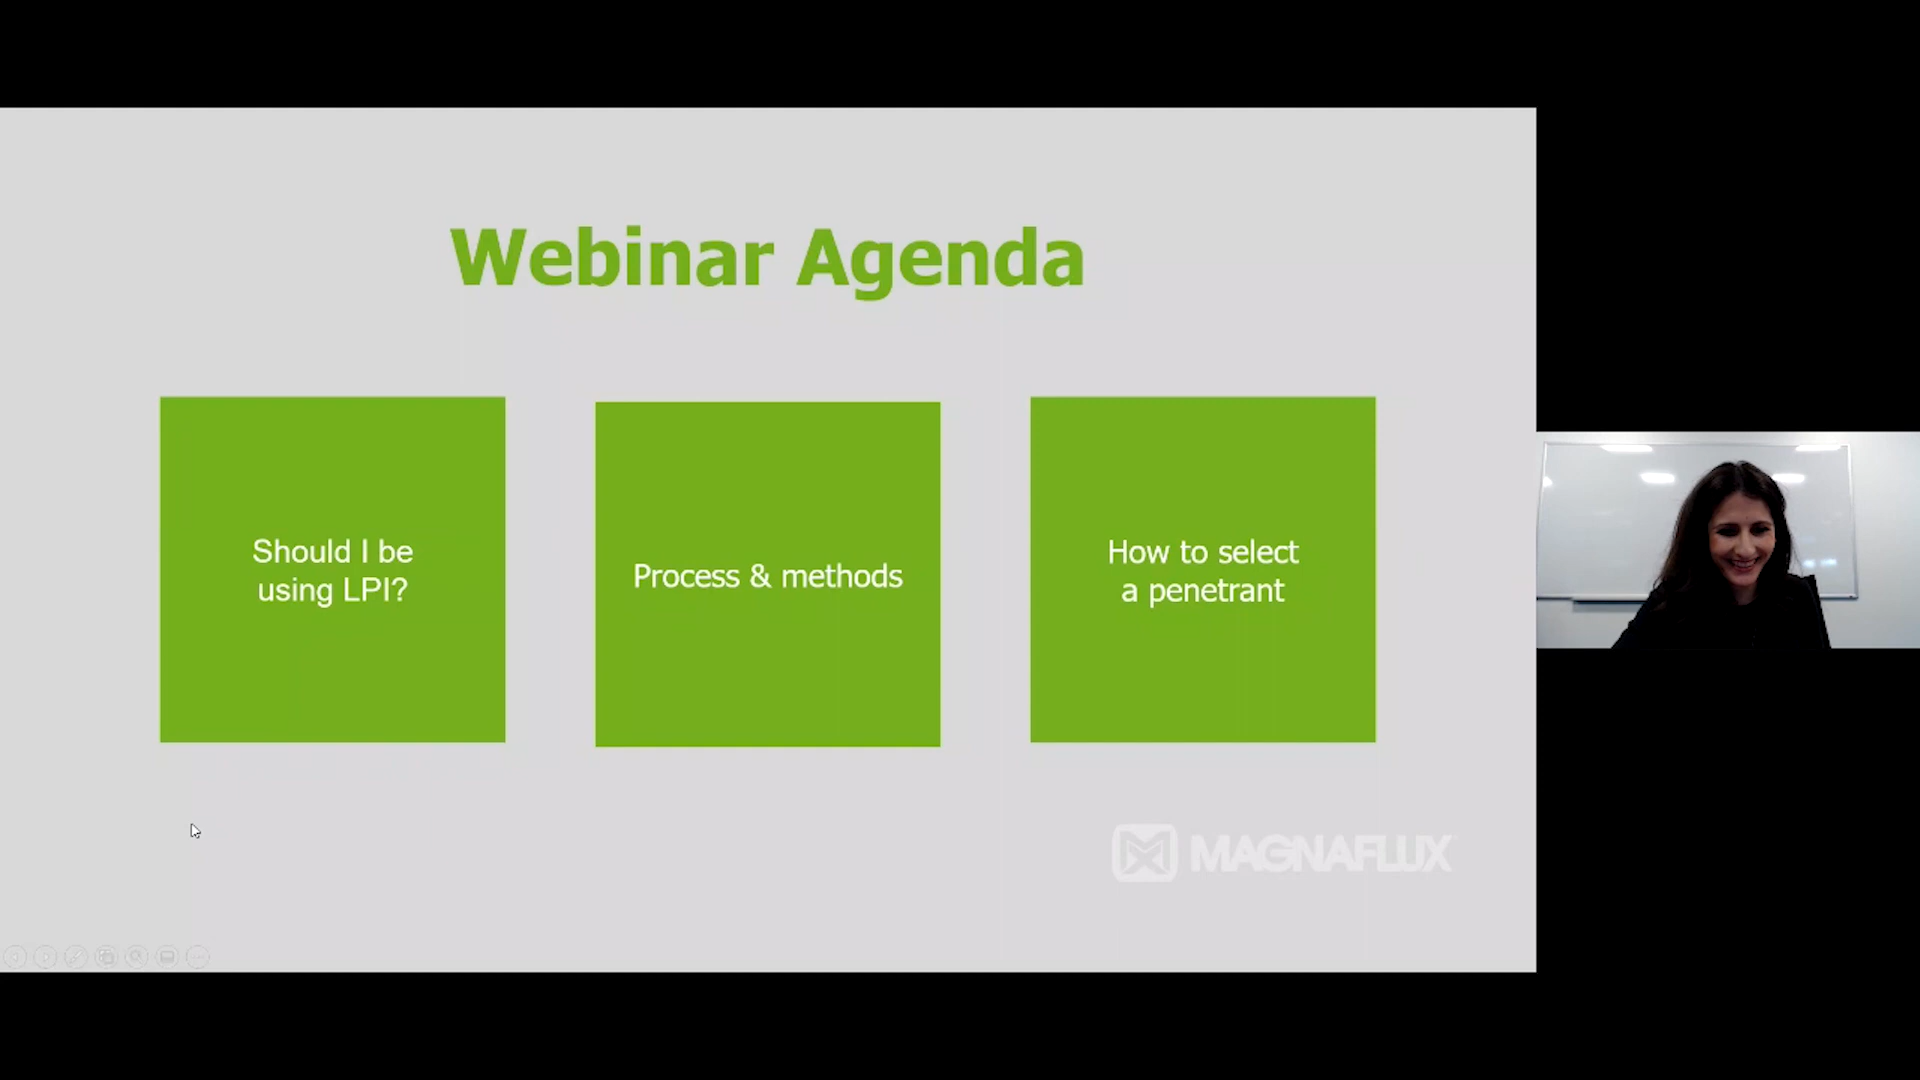 Webinar Agenda
Should I be
using LPI?
Process & methods
How to select
a penetrant
MAGNAFLUX